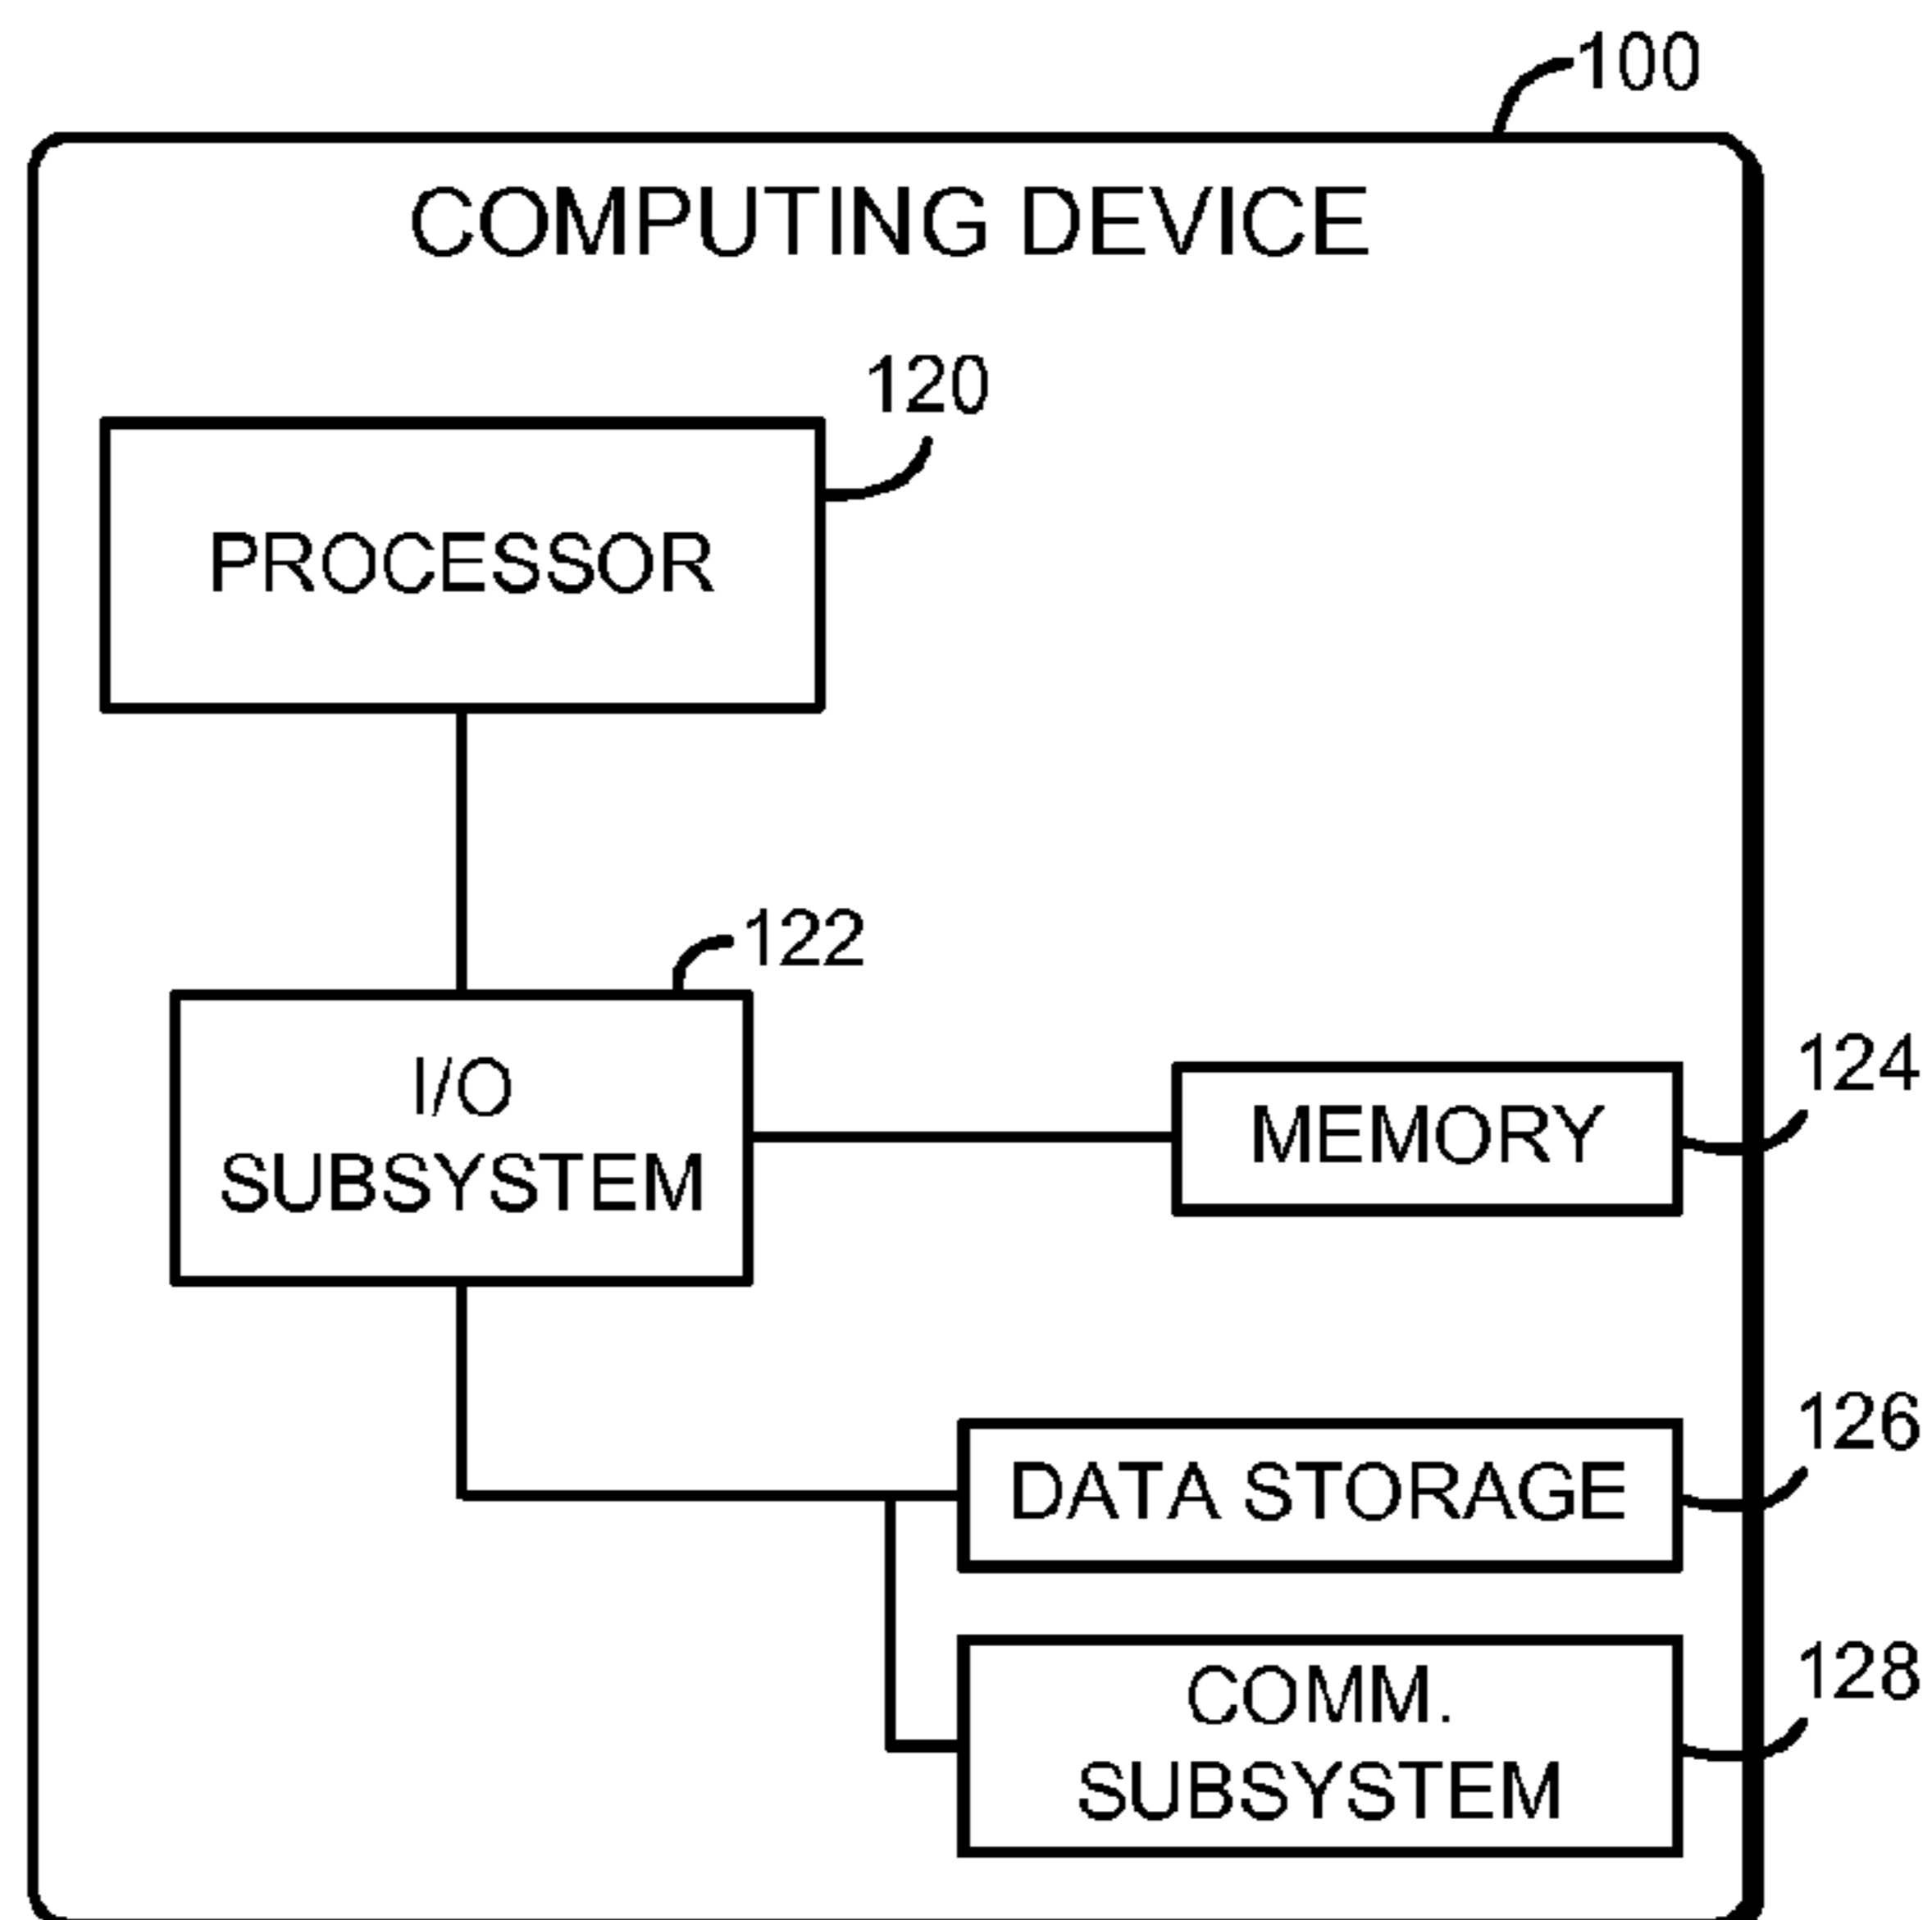 100
COMPUTING DEVICE
120
PROCESSOR
122
I/O
SUBSYSTEM
124
MEMORY
126
DATA STORAGE
128
COMM.
SUBSYSTEM